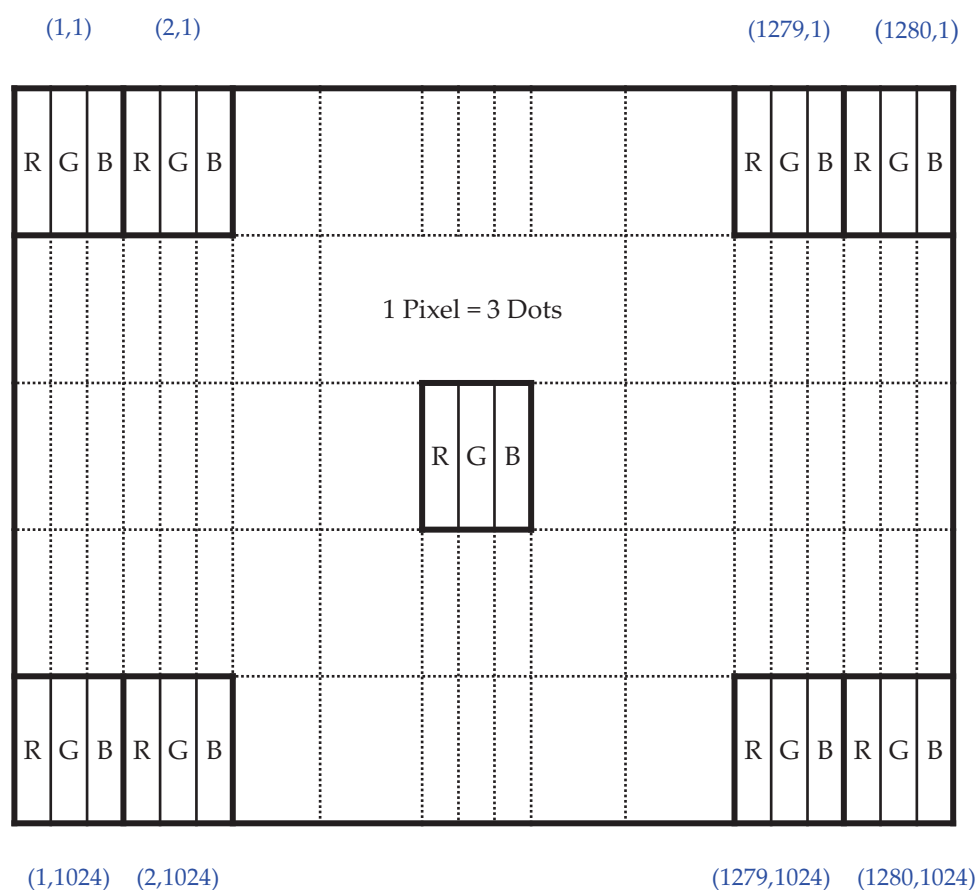 (1,1) (2,1) (1279,1) (1280,1)
R G B R G B R G B R G B
1 Pixel = 3 Dots
R G B
R G B R G B R G B R G B
(1,1024) (2,1024) (1279,1024) (1280,1024)